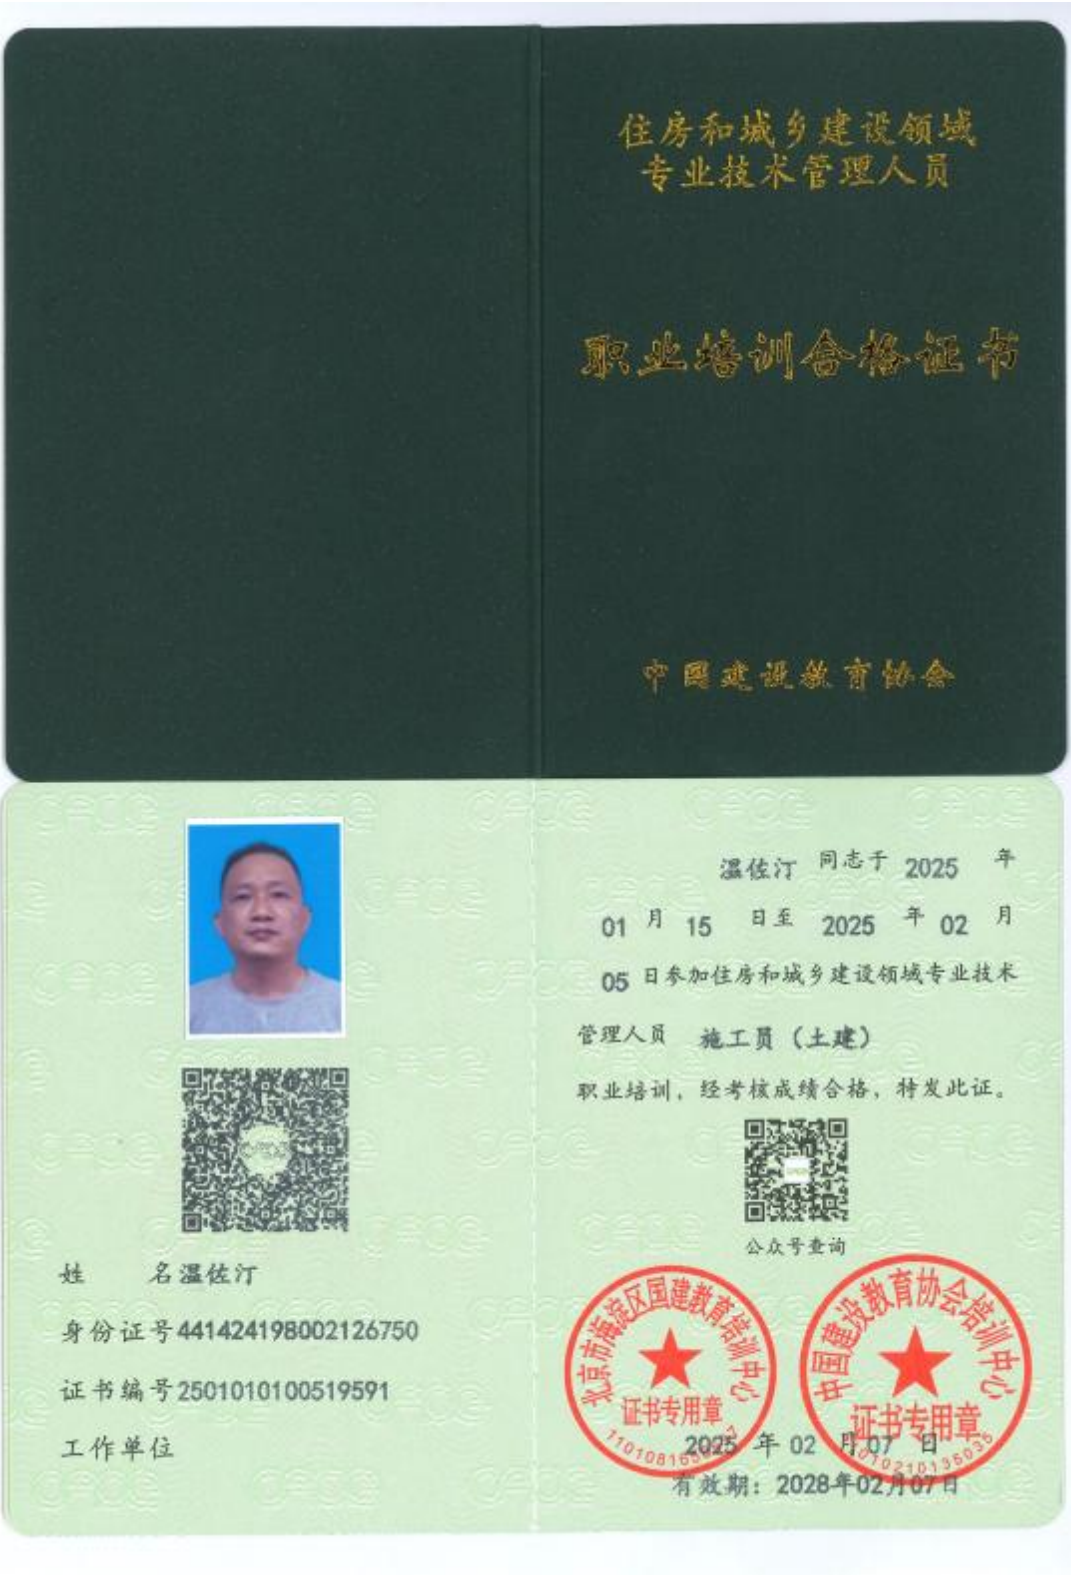 住房和城乡建设领域
专业技术管理人员
职业培训合格证书
中国建设教育协会
姓 名温佐汀
身份证号441424198002126750
证书编号2501010100519591
工作单位
温佐汀 同志于 2025 年
01 月 15 日至 2025 年 02 月
05 日参加住房和城乡建设领域专业技术
管理人员 施工员（土建）
职业培训，经考核成绩合格，特发此证。
公众号查询
北京市海淀区国建教育培训中心
证书专用章
中国建设教育协会培训中心
证书专用章
2025 年 02 月 07 日
有效期：2028年02月07日